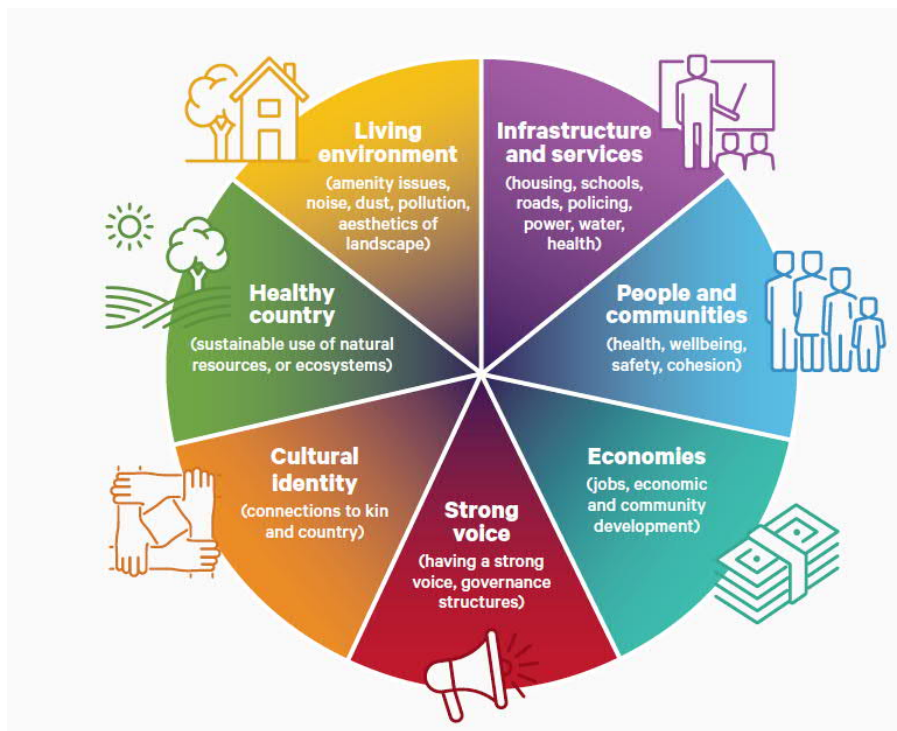 Living
environment
(amenity issues,
noise, dust, pollution,
aesthetics of
landscape)
Infrastructure
and services
(housing, schools,
roads, policing,
power, water,
health)
People and
communities
(health, wellbeing,
safety, cohesion)
Economies
(jobs, economic
and community
development)
Strong
voice
(having a strong
voice, governance
structures)
Cultural
identity
(connections to kin
and country)
Healthy
country
(sustainable use of natural
resources, or ecosystems)